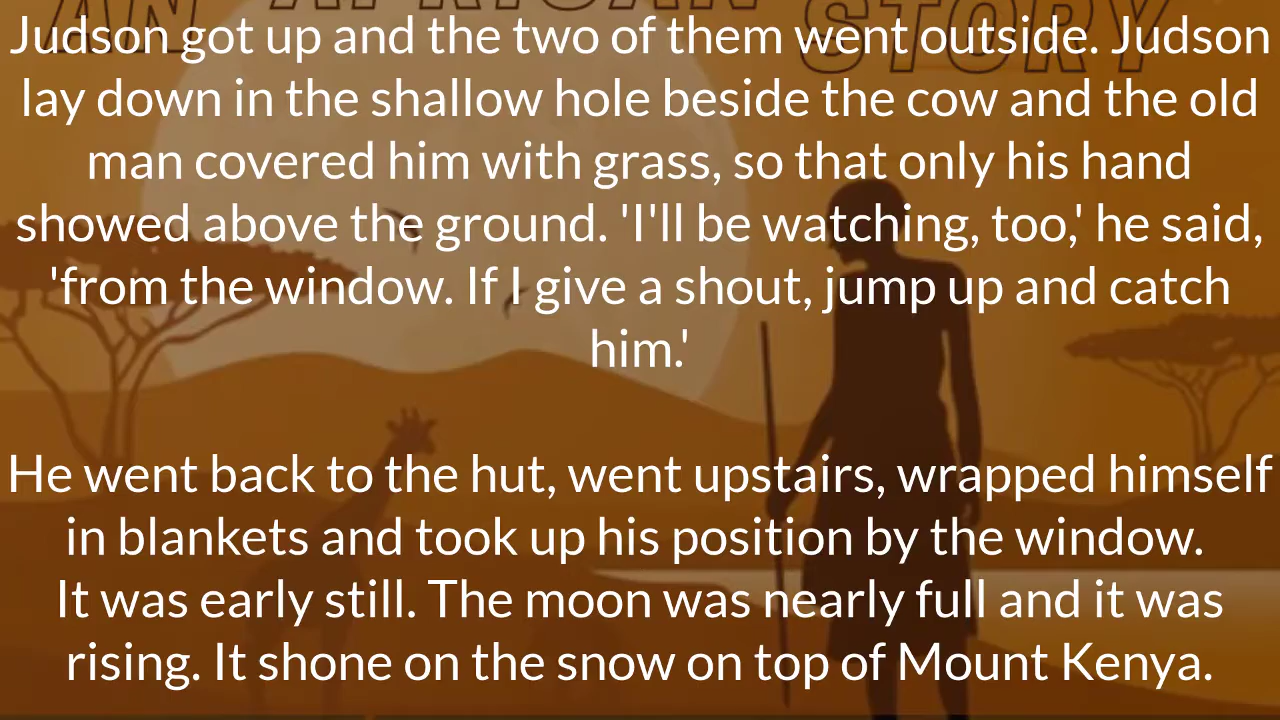 AN AFRICAN STORY
Judson got up and the two of them went outside. Judson
lay down in the shallow hole beside the cow and the old
man covered him with grass, so that only his hand
showed above the ground. 'I'll be watching, too,' he said,
'from the window. If I give a shout, jump up and catch
him.'
He went back to the hut, went upstairs, wrapped himself
in blankets and took up his position by the window.
It was early still. The moon was nearly full and it was
rising. It shone on the snow on top of Mount Kenya.